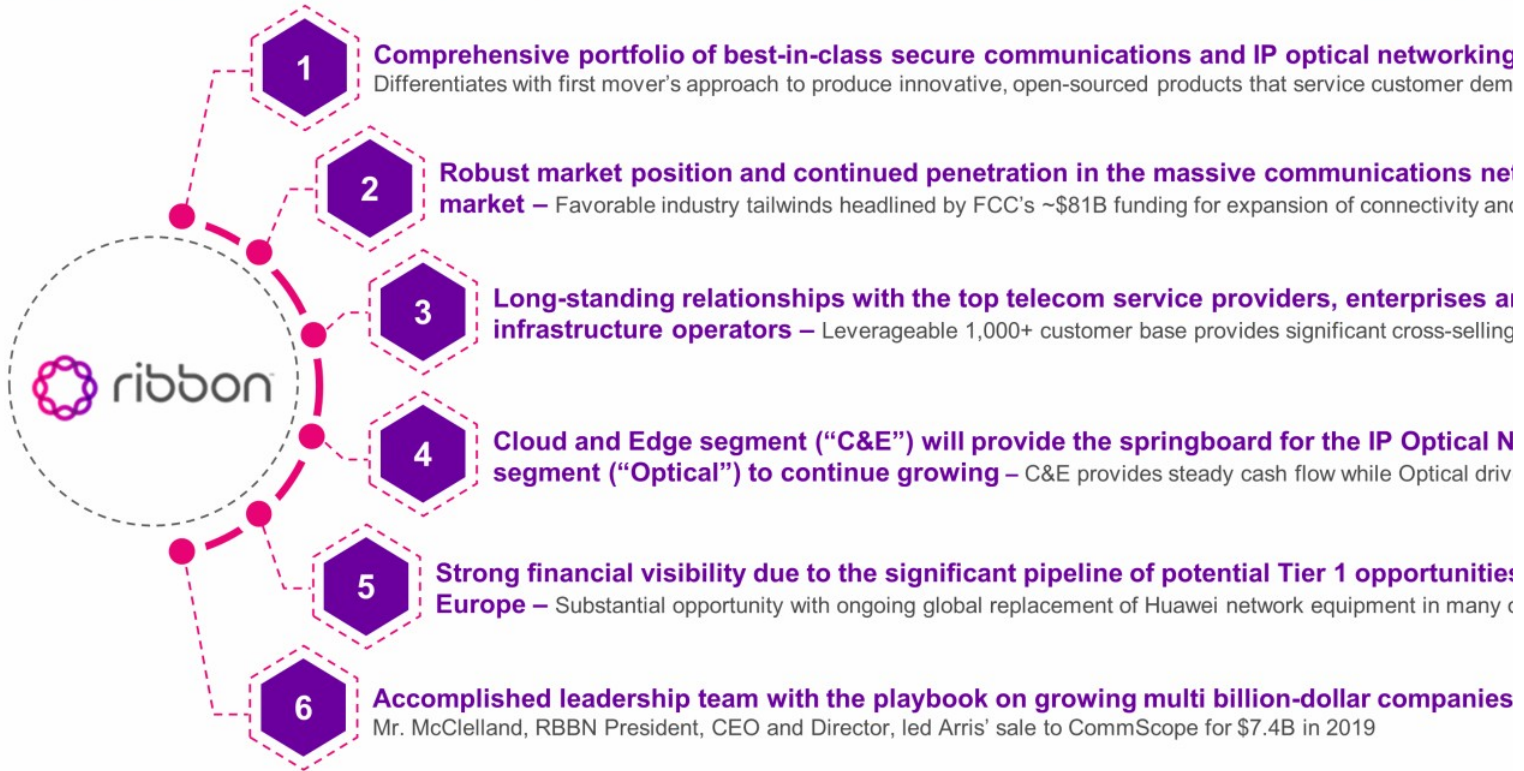 1
Comprehensive portfolio of best-in-class secure communications and IP optical networking
Differentiates with first mover’s approach to produce innovative, open-sourced products that service customer dem
2
Robust market position and continued penetration in the massive communications net
market – Favorable industry tailwinds headlined by FCC’s ~$81B funding for expansion of connectivity and
3
Long-standing relationships with the top telecom service providers, enterprises a
infrastructure operators – Leverageable 1,000+ customer base provides significant cross-selling
ribbon
4
Cloud and Edge segment (“C&E”) will provide the springboard for the IP Optical N
segment (“Optical”) to continue growing – C&E provides steady cash flow while Optical driv
5
Strong financial visibility due to the significant pipeline of potential Tier 1 opportunities
Europe – Substantial opportunity with ongoing global replacement of Huawei network equipment in many
6
Accomplished leadership team with the playbook on growing multi billion-dollar companies
Mr. McClelland, RBBN President, CEO and Director, led Arris’ sale to CommScope for $7.4B in 2019